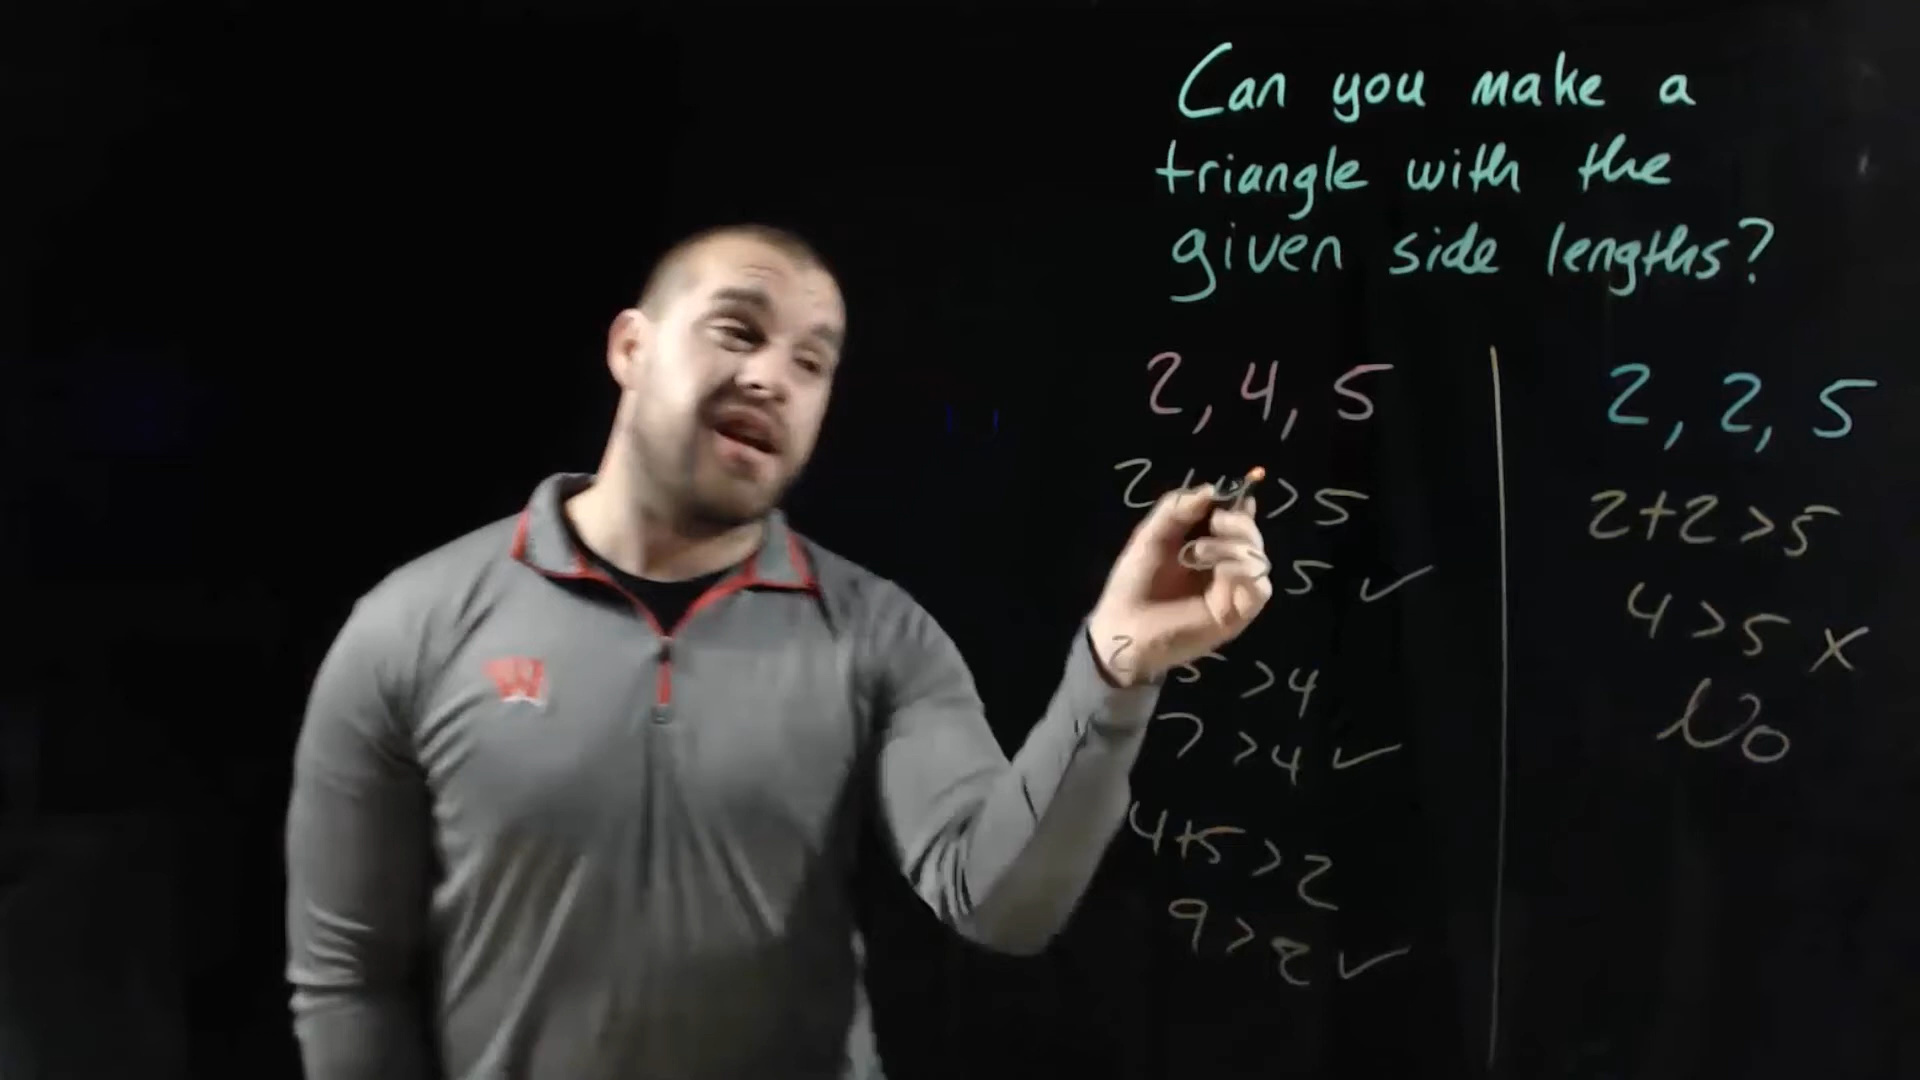 Can you make a
triangle with the
given side lengths?
2, 4, 5
2+4>5
5 ✓
5 >4
7 >4 ✓
4+5 >2
9>2 ✓
2, 2, 5
2+2>5
4>5 X
No
W